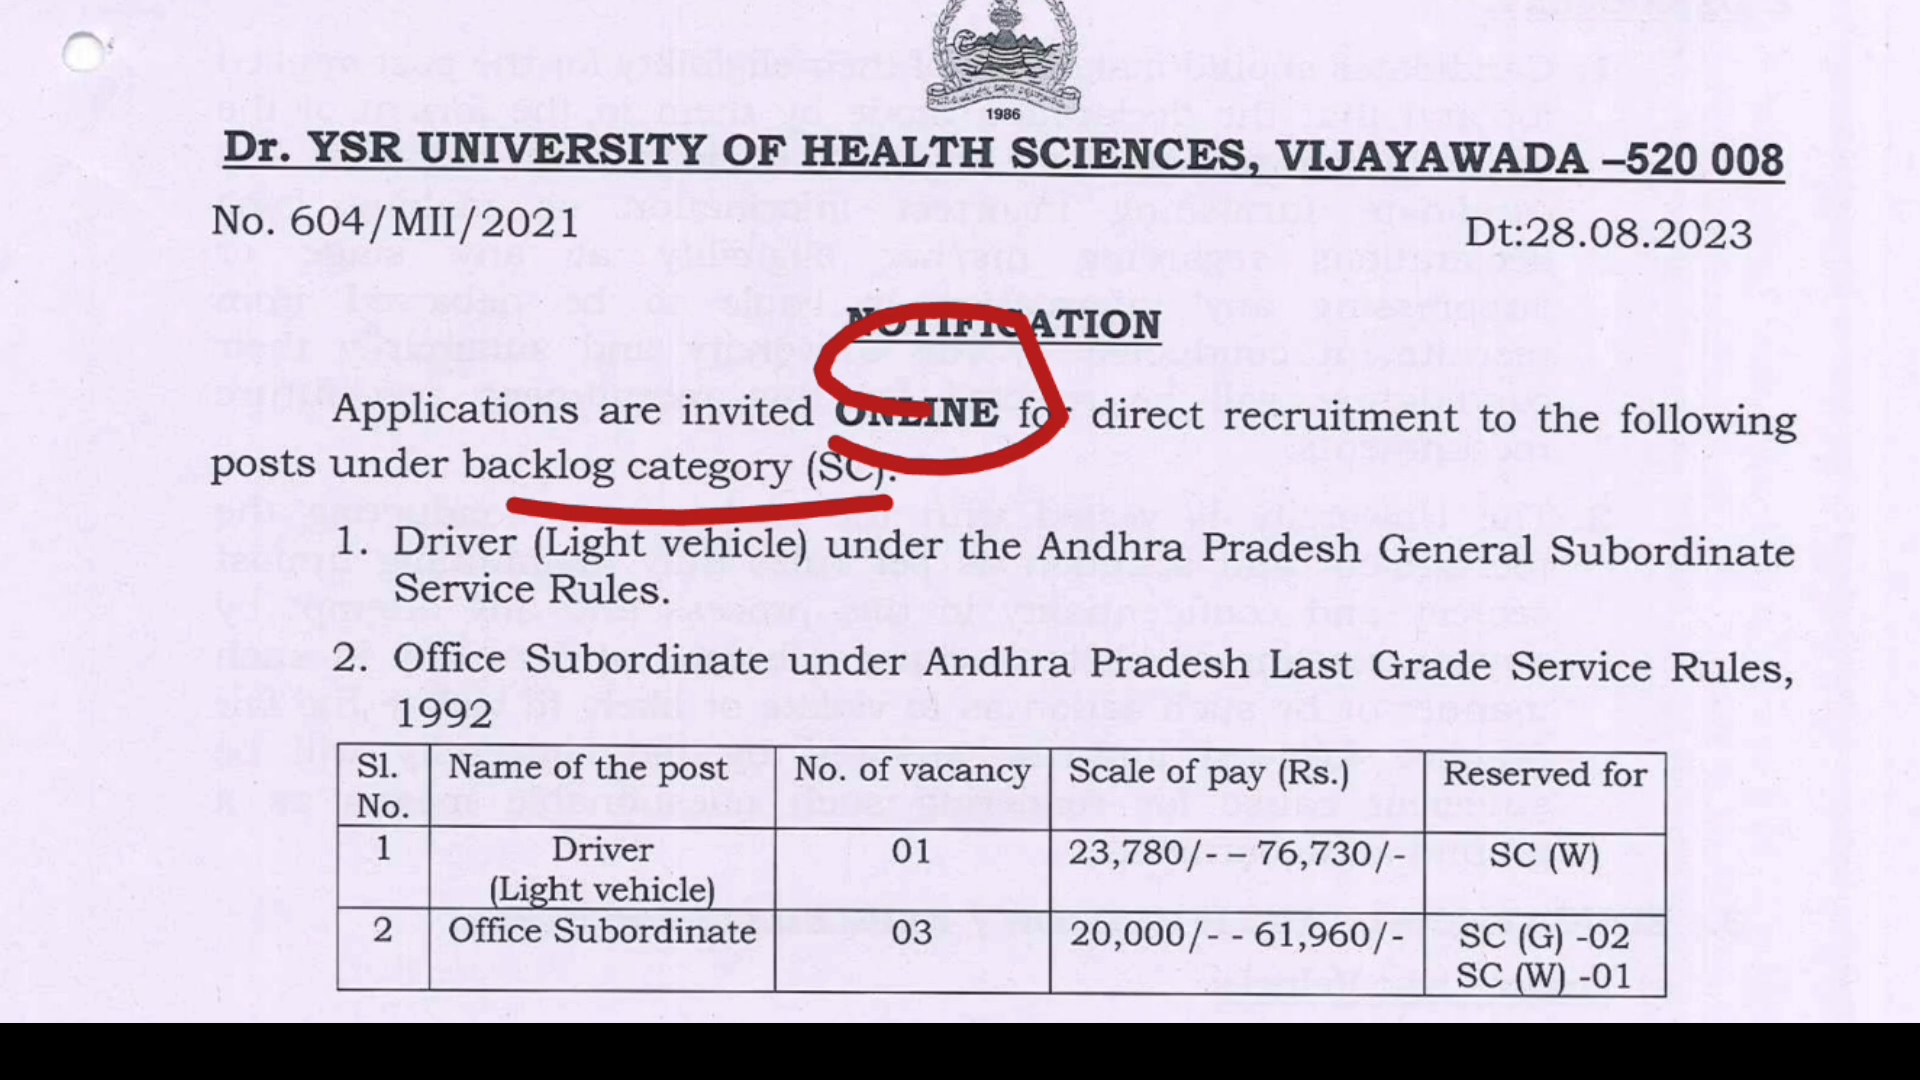 1986
Dr. YSR UNIVERSITY OF HEALTH SCIENCES, VIJAYAWADA –520 008
No. 604/MII/2021 Dt:28.08.2023
NOTIFICATION
Applications are invited ONLINE for direct recruitment to the following
posts under backlog category (SC).
1. Driver (Light vehicle) under the Andhra Pradesh General Subordinate
Service Rules.
2. Office Subordinate under Andhra Pradesh Last Grade Service Rules,
1992
Sl. No. Name of the post No. of vacancy Scale of pay (Rs.) Reserved for
1 Driver (Light vehicle) 01 23,780/- – 76,730/- SC (W)
2 Office Subordinate 03 20,000/- - 61,960/- SC (G) -02
SC (W) -01